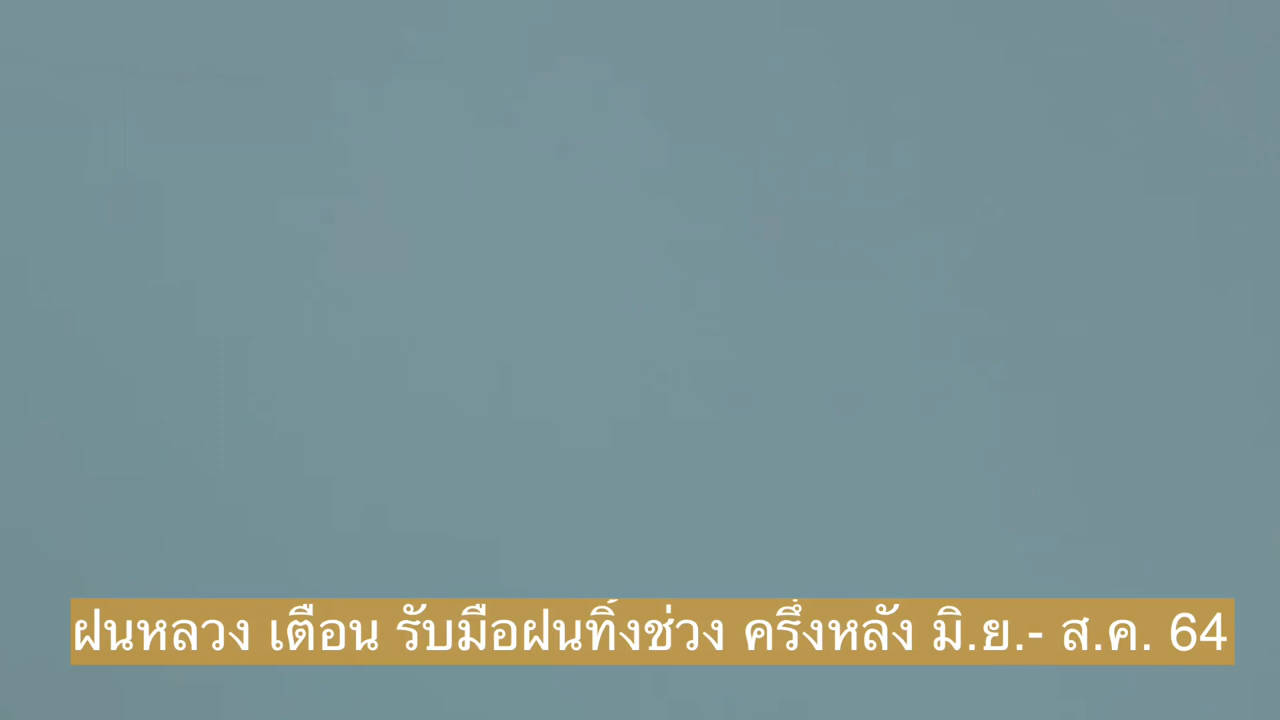 ฝนหลวง เตือน รับมือฝนทิ้งช่วง ครึ่งหลัง มิ.ย.- ส.ค. 64